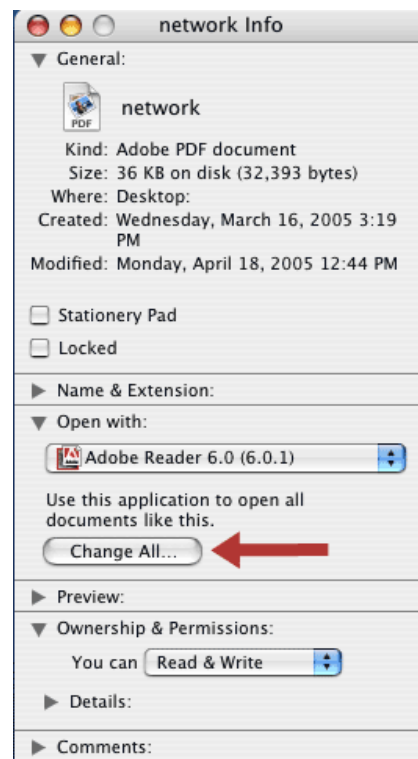 network Info
General:
PDF
network
Kind: Adobe PDF document
Size: 36 KB on disk (32,393 bytes)
Where: Desktop:
Created: Wednesday, March 16, 2005 3:19
PM
Modified: Monday, April 18, 2005 12:44 PM
Stationery Pad
Locked
Name & Extension:
Open with:
Adobe Reader 6.0 (6.0.1)
Use this application to open all
documents like this.
Change All...
Preview:
Ownership & Permissions:
You can Read & Write
Details:
Comments: